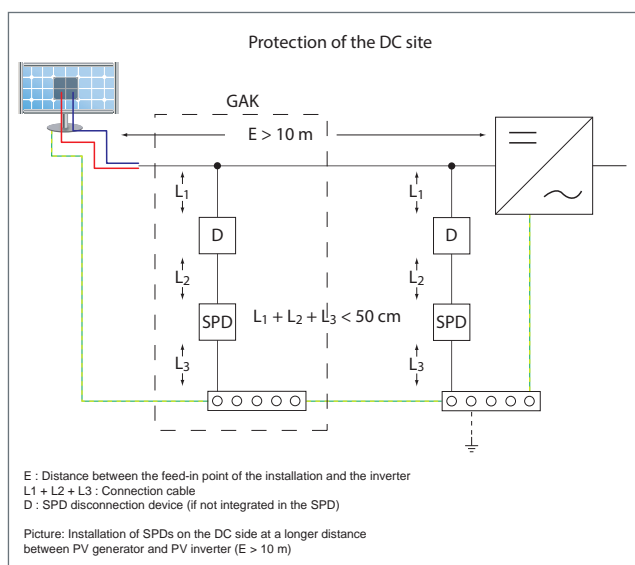 Protection of the DC site
GAK
E > 10 m
L1
L1
D
D
L2
L2
SPD
L1 + L2 + L3 < 50 cm
SPD
L3
L3
E : Distance between the feed-in point of the installation and the inverter
L1 + L2 + L3 : Connection cable
D : SPD disconnection device (if not integrated in the SPD)
Picture: Installation of SPDs on the DC side at a longer distance
between PV generator and PV inverter (E > 10 m)